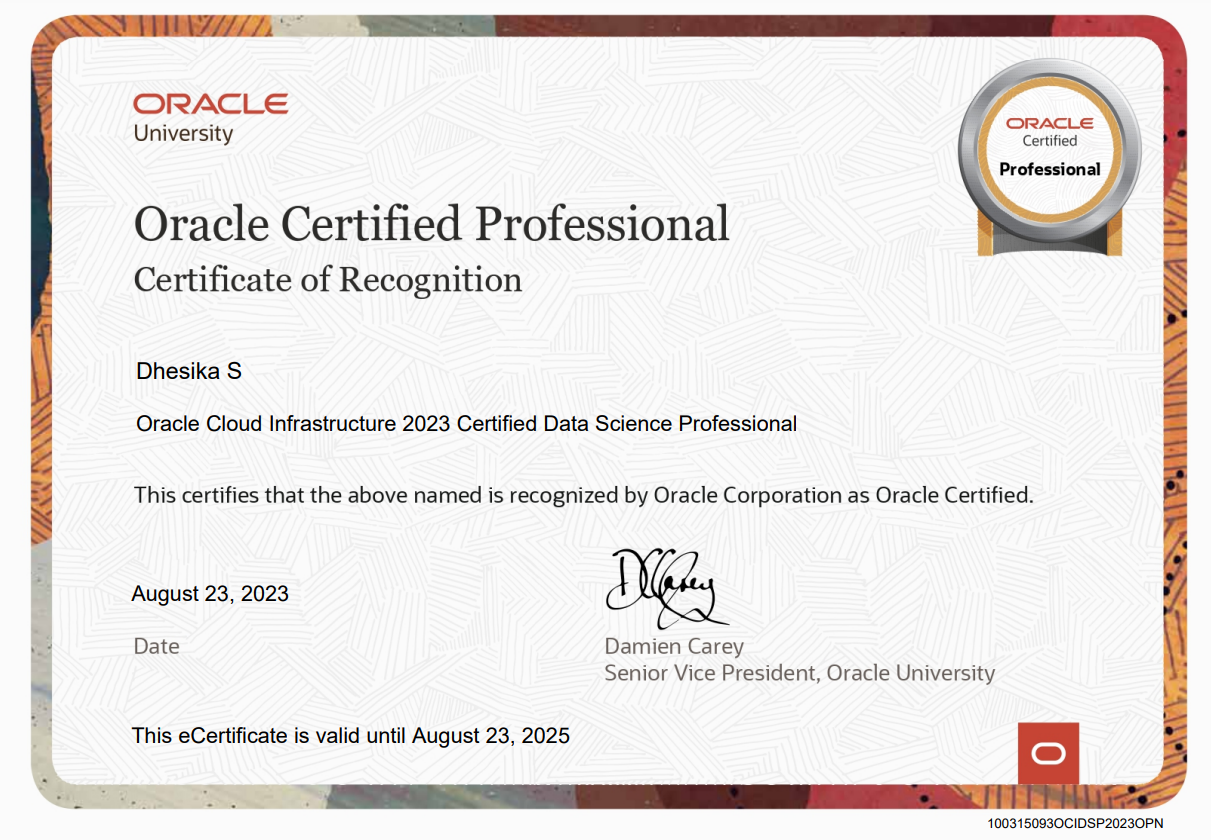 ORACLE
University
ORACLE
Certified
Professional
Oracle Certified Professional
Certificate of Recognition
Dhesika S
Oracle Cloud Infrastructure 2023 Certified Data Science Professional
This certifies that the above named is recognized by Oracle Corporation as Oracle Certified.
DCarey
August 23, 2023
Date
Damien Carey
Senior Vice President, Oracle University
This eCertificate is valid until August 23, 2025
100315093OCIDSP2023OPN